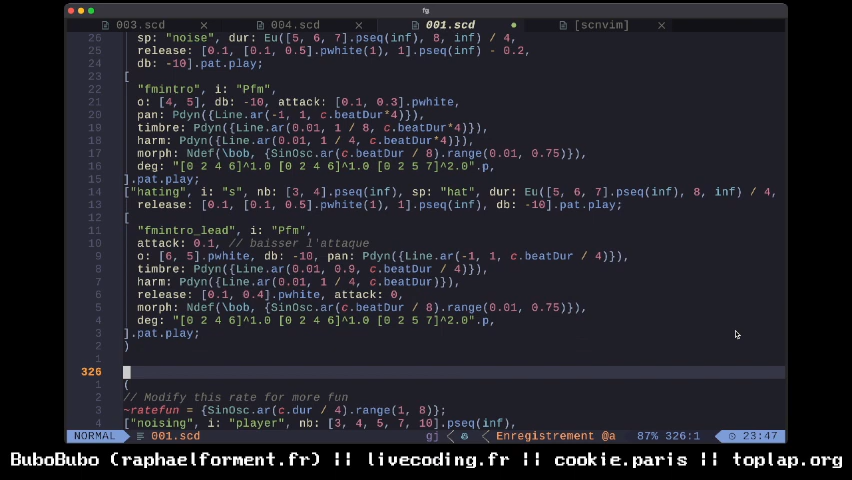 fg
003.scd × 004.scd × 001.scd ● [scnvim] ×
26 sp: "noise", dur: Eu([5, 6, 7].pseq(inf), 8, inf) / 4,
25 release: [0.1, [0.1, 0.5].pwhite(1), 1].pseq(inf) - 0.2,
24 db: -10].pat.play;
23 [
22 "fmintro", i: "Pfm",
21 o: [4, 5], db: -10, attack: [0.1, 0.3].pwhite,
20 pan: Pdyn({Line.ar(-1, 1, c.beatDur*4)}),
19 timbre: Pdyn({Line.ar(0.01, 1 / 8, c.beatDur*4)}),
18 harm: Pdyn({Line.ar(0.01, 1 / 4, c.beatDur*4)}),
17 morph: Ndef(\bob, {SinOsc.ar(c.beatDur / 8).range(0.01, 0.75)}),
16 deg: "[0 2 4 6]^1.0 [0 2 4 6]^1.0 [0 2 5 7]^2.0".p,
15 ].pat.play;
14 ["hating", i: "s", nb: [3, 4].pseq(inf), sp: "hat", dur: Eu([5, 6, 7].pseq(inf), 8, inf) / 4,
13 release: [0.1, [0.1, 0.5].pwhite(1), 1].pseq(inf), db: -10].pat.play;
12 [
11 "fmintro_lead", i: "Pfm",
10 attack: 0.1, // baisser l'attaque
9 o: [6, 5].pwhite, db: -10, pan: Pdyn({Line.ar(-1, 1, c.beatDur / 4)}),
8 timbre: Pdyn({Line.ar(0.01, 0.9, c.beatDur / 4)}),
7 harm: Pdyn({Line.ar(0.01, 1 / 4, c.beatDur)}),
6 release: [0.1, 0.4].pwhite, attack: 0,
5 morph: Ndef(\bob, {SinOsc.ar(c.beatDur / 8).range(0.01, 0.75)}),
4 deg: "[0 2 4 6]^1.0 [0 2 4 6]^1.0 [0 2 5 7]^2.0".p,
3 ].pat.play;
2 )
1
326
1 (
2 // Modify this rate for more fun
3 ~ratefun = {SinOsc.ar(c.dur / 4).range(1, 8)};
4 ["noising", i: "player", nb: [3, 4, 5, 7, 10].pseq(inf),
NORMAL 001.scd gj Enregistrement @a 87% 326:1 23:47
BuboBubo (raphaelforment.fr) || livecoding.fr || cookie.paris || toplap.org